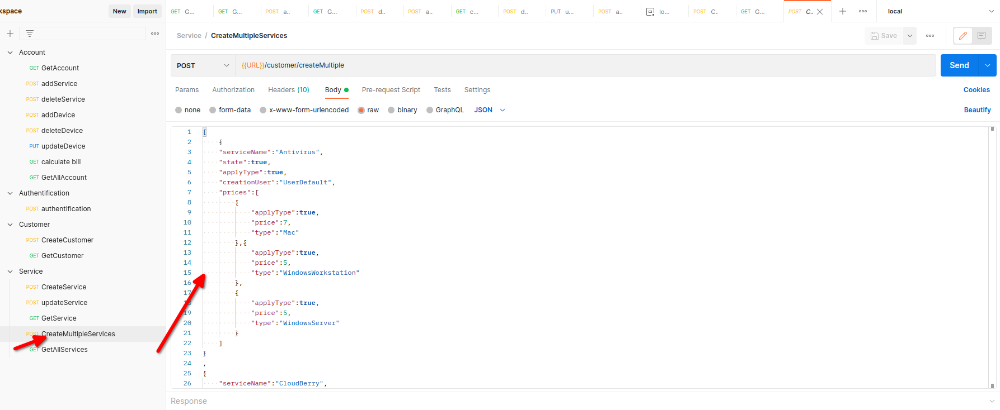 kspace
New
Import
GET G...
GET G...
POST a..
GET G...
POST d..
POST a..
GET c...
POST d..
PUT u...
POST a..
lo...
POST C..
GET G...
POST C..
local
Service / CreateMultipleServices
Save
POST
{{URL}}/customer/createMultiple
Send
Params
Authorization
Headers (10)
Body
Pre-request Script
Tests
Settings
Cookies
none
form-data
x-www-form-urlencoded
raw
binary
GraphQL
JSON
Beautify
Account
GET GetAccount
POST addService
POST deleteService
POST addDevice
POST deleteDevice
PUT updateDevice
GET calculate bill
GET GetAllAccount
Authentification
POST authentification
Customer
POST CreateCustomer
GET GetCustomer
Service
POST CreateService
POST updateService
GET GetService
POST CreateMultipleServices
GET GetAllServices
1 [
2 {
3 "serviceName":"Antivirus",
4 "state":true,
5 "applyType":true,
6 "creationUser":"UserDefault",
7 "prices":[
8 {
9 "applyType":true,
10 "price":7,
11 "type":"Mac"
12 },{
13 "applyType":true,
14 "price":5,
15 "type":"WindowsWorkstation"
16 },
17 {
18 "applyType":true,
19 "price":5,
20 "type":"WindowsServer"
21 }
22 ]
23 }
24 ,
25 {
26 "serviceName":"CloudBerry",
Response